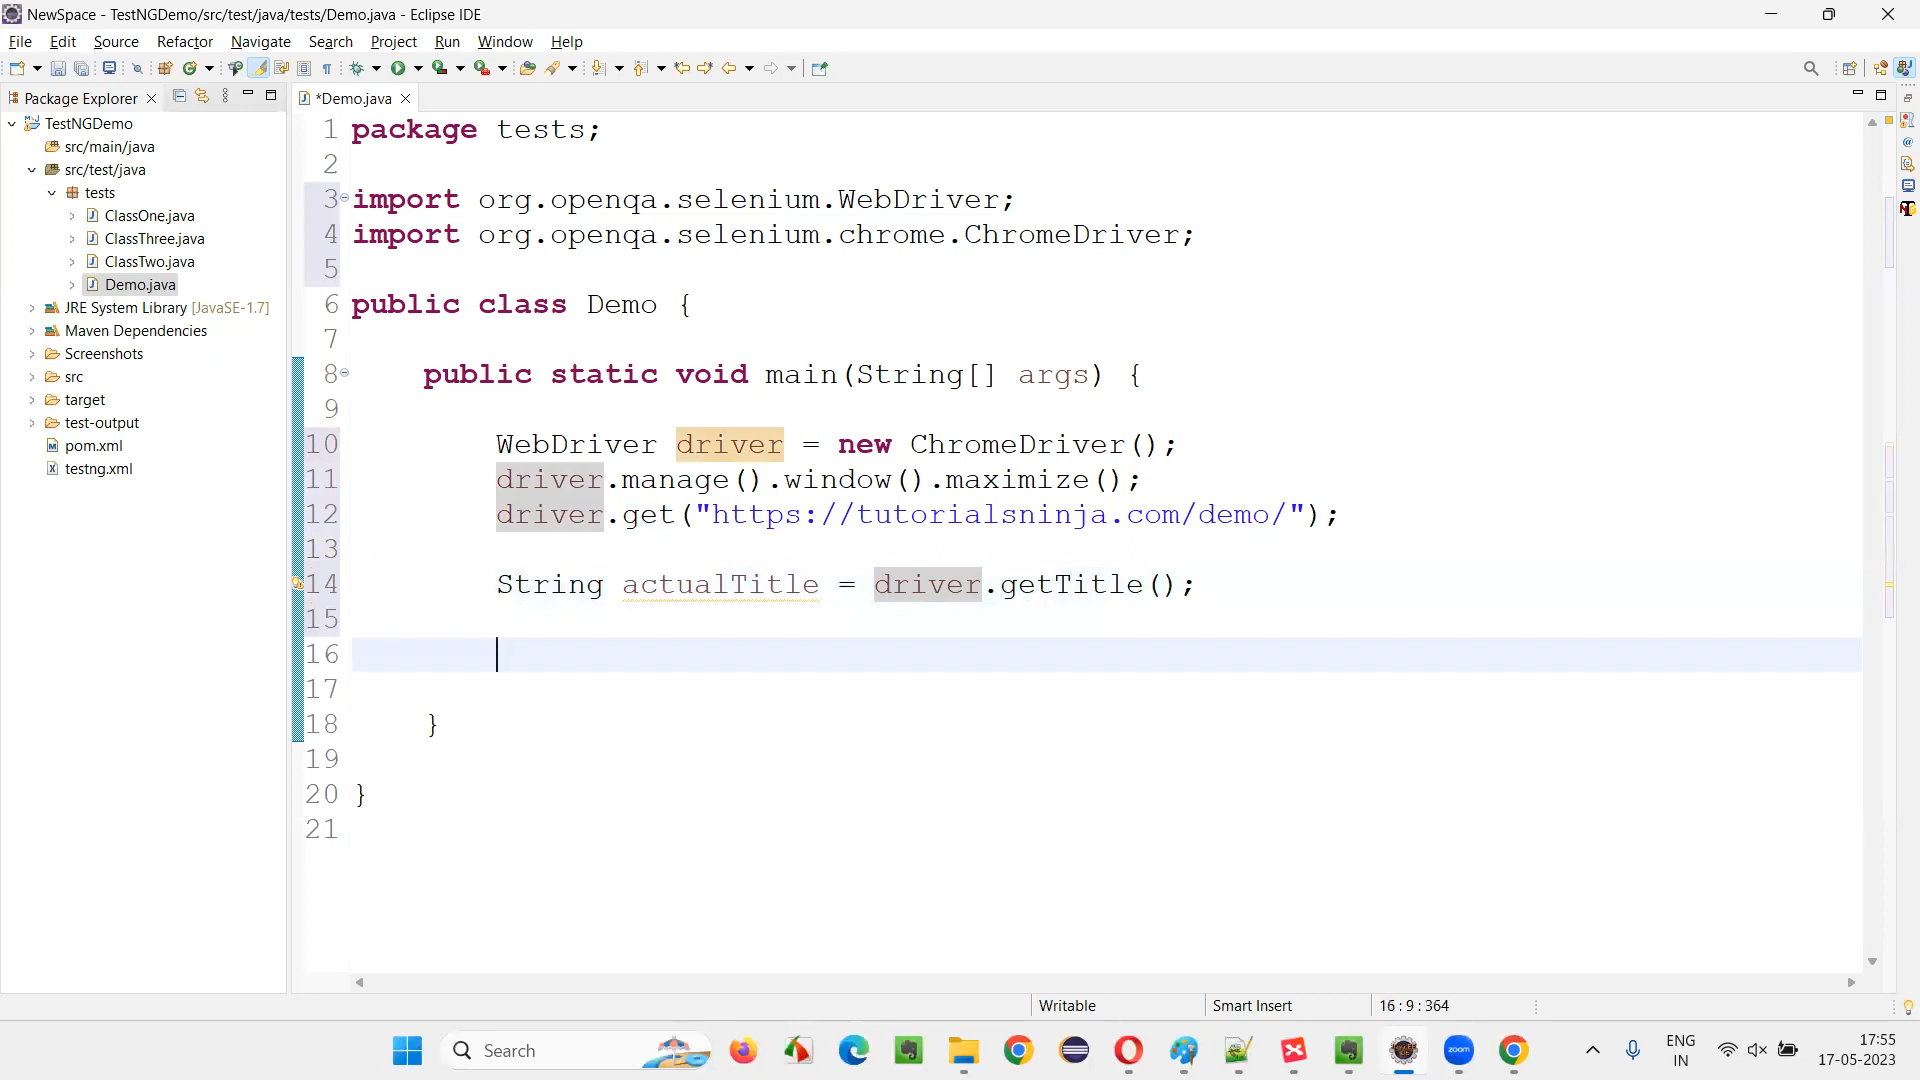 NewSpace - TestNGDemo/src/test/java/tests/Demo.java - Eclipse IDE
File Edit Source Refactor Navigate Search Project Run Window Help
Package Explorer
*Demo.java
TestNGDemo
src/main/java
src/test/java
tests
ClassOne.java
ClassThree.java
ClassTwo.java
Demo.java
JRE System Library [JavaSE-1.7]
Maven Dependencies
Screenshots
src
target
test-output
pom.xml
testng.xml
1 package tests;
2
3 import org.openqa.selenium.WebDriver;
4 import org.openqa.selenium.chrome.ChromeDriver;
5
6 public class Demo {
7
8 public static void main(String[] args) {
9
10 WebDriver driver = new ChromeDriver();
11 driver.manage().window().maximize();
12 driver.get("https://tutorialsninja.com/demo/");
13
14 String actualTitle = driver.getTitle();
15
16
17
18 }
19
20 }
21
Writable Smart Insert 16 : 9 : 364
Search
zoom
ENG
IN
17:55
17-05-2023